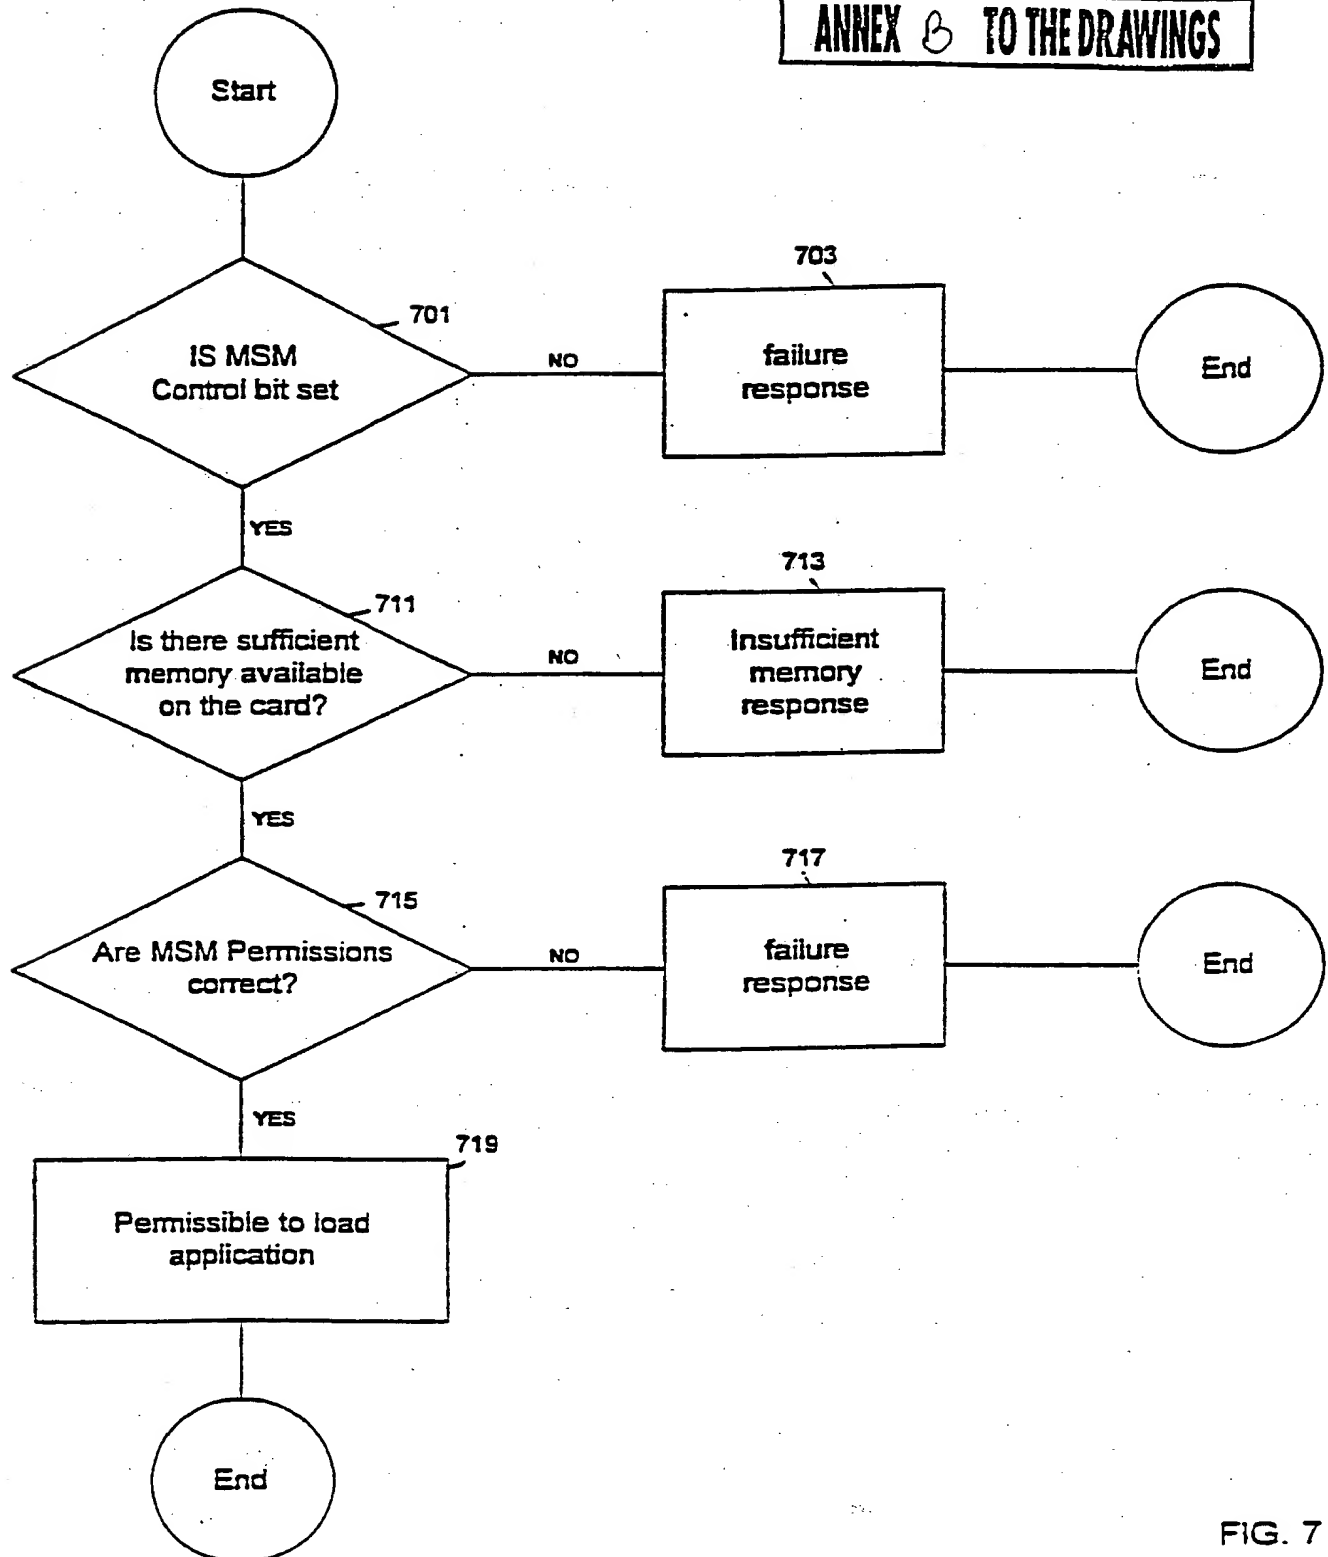 ANNEX B TO THE DRAWINGS
Start
703
701
IS MSM
Control bit set
NO
failure
response
End
YES
713
711
Is there sufficient
memory available
on the card?
NO
Insufficient
memory
response
End
YES
717
715
Are MSM Permissions
correct?
NO
failure
response
End
YES
719
Permissible to load
application
End
FIG. 7